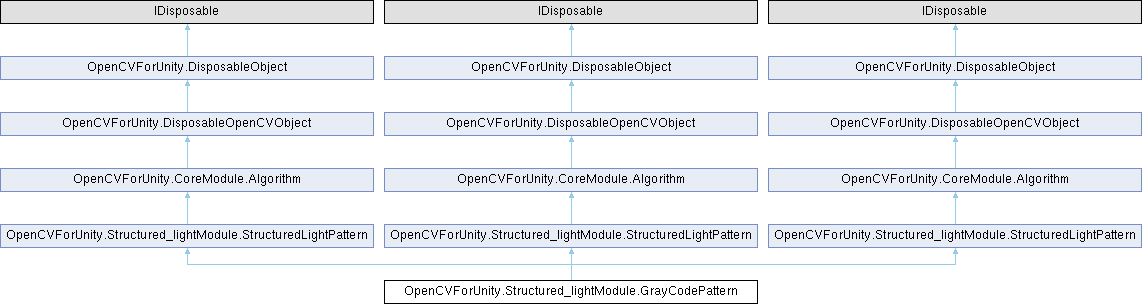 IDisposable IDisposable IDisposable
OpenCVForUnity.DisposableObject OpenCVForUnity.DisposableObject OpenCVForUnity.DisposableObject
OpenCVForUnity.DisposableOpenCVObject OpenCVForUnity.DisposableOpenCVObject OpenCVForUnity.DisposableOpenCVObject
OpenCVForUnity.CoreModule.Algorithm OpenCVForUnity.CoreModule.Algorithm OpenCVForUnity.CoreModule.Algorithm
OpenCVForUnity.Structured_lightModule.StructuredLightPattern OpenCVForUnity.Structured_lightModule.StructuredLightPattern OpenCVForUnity.Structured_lightModule.StructuredLightPattern
OpenCVForUnity.Structured_lightModule.GrayCodePattern